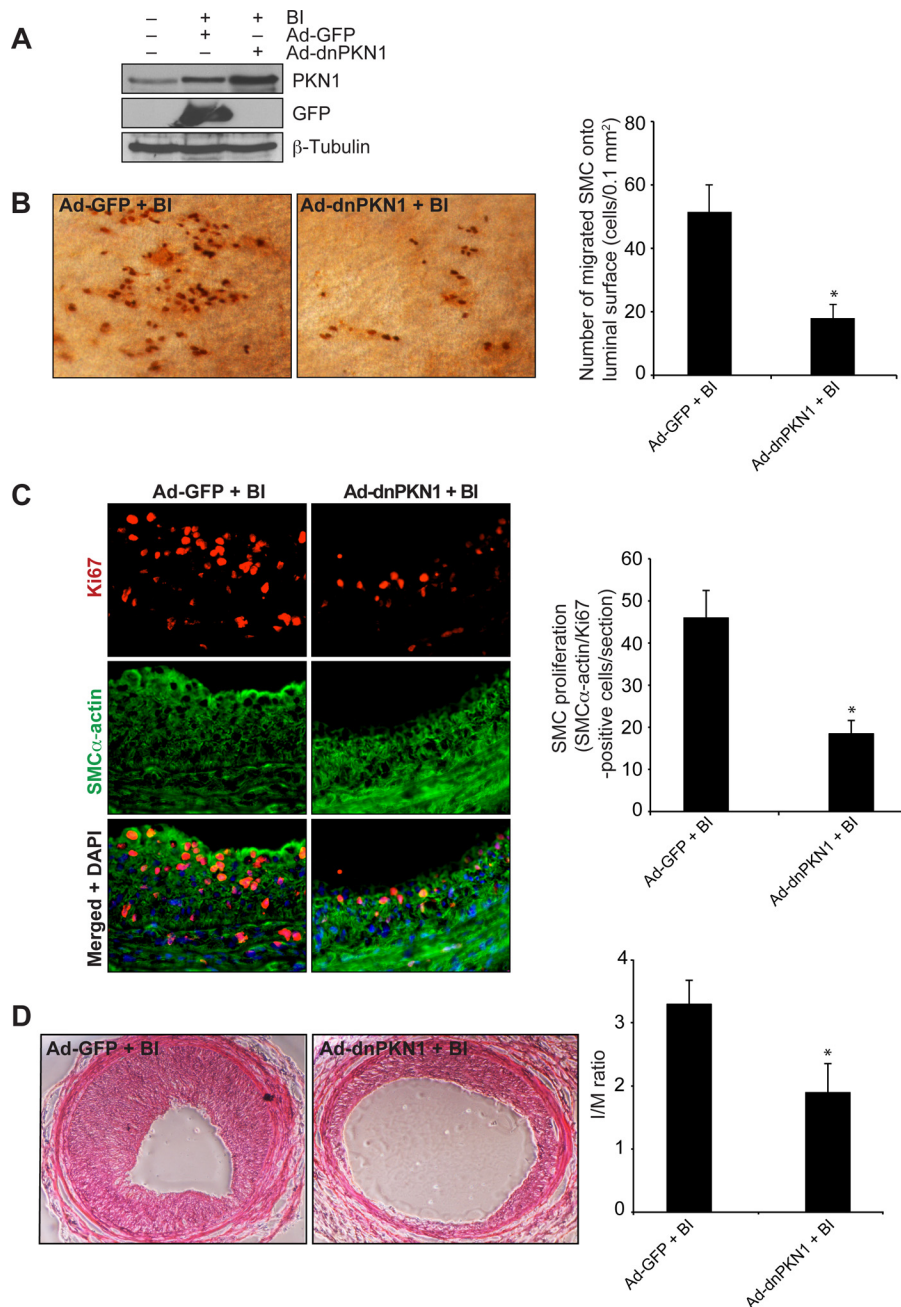 A
– + + BI
– + – Ad-GFP
– – + Ad-dnPKN1
PKN1
GFP
β-Tubulin
B
Ad-GFP + BI
Ad-dnPKN1 + BI
Number of migrated SMC onto
luminal surface (cells/0.1 mm²)
80
60
40
20
0
*
Ad-GFP + BI
Ad-dnPKN1 + BI
C
Ad-GFP + BI
Ad-dnPKN1 + BI
Ki67
SMCα-actin
Merged + DAPI
SMC proliferation
(SMCα-actin/Ki67
-positive cells/section)
60
50
40
30
20
10
0
*
Ad-GFP + BI
Ad-dnPKN1 + BI
D
Ad-GFP + BI
Ad-dnPKN1 + BI
I/M ratio
4
3
2
1
0
*
Ad-GFP + BI
Ad-dnPKN1 + BI